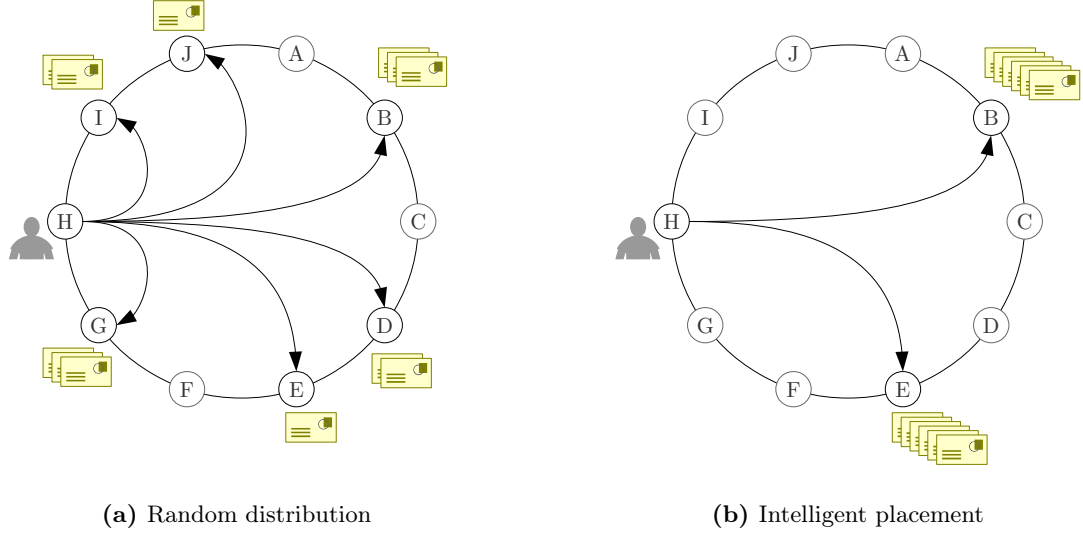 J
A
I
B
H
C
G
D
F
E
(a) Random distribution
J
A
I
B
H
C
G
D
F
E
(b) Intelligent placement